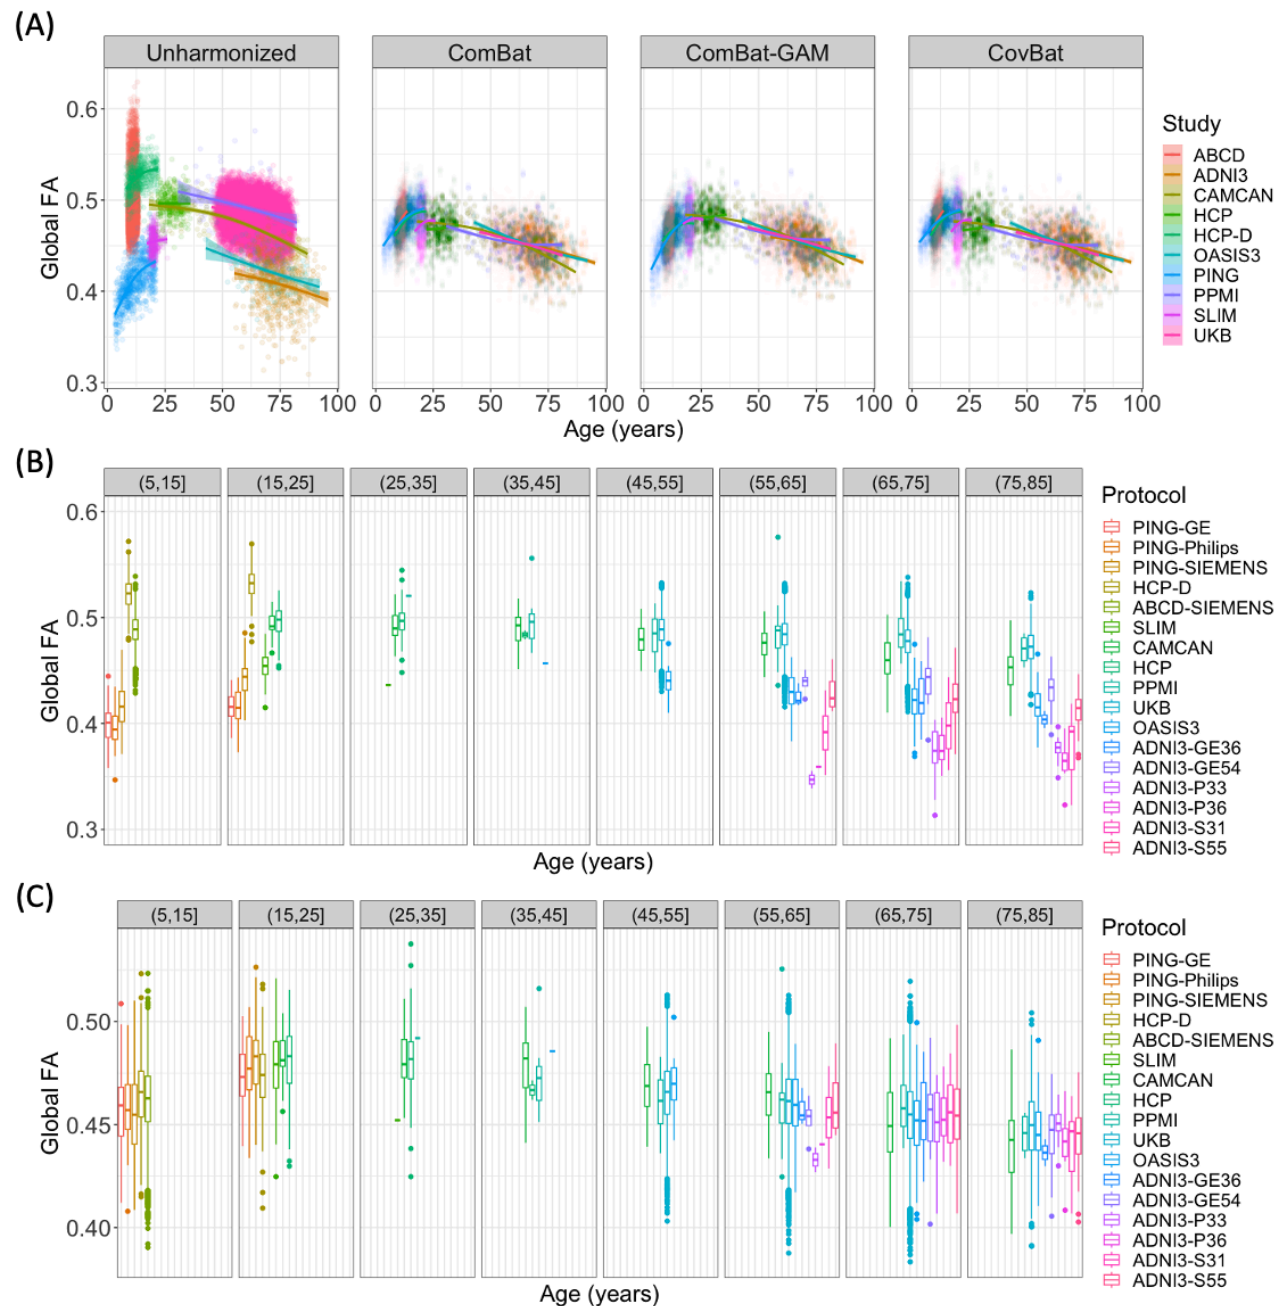 (A)
Unharmonized
ComBat
ComBat-GAM
CovBat
Global FA
0.6
0.5
0.4
0.3
0 25 50 75 100
0 25 50 75 100
0 25 50 75 100
0 25 50 75 100
Age (years)
Study
ABCD
ADNI3
CAMCAN
HCP
HCP-D
OASIS3
PING
PPMI
SLIM
UKB
(B)
(5,15]
(15,25]
(25,35]
(35,45]
(45,55]
(55,65]
(65,75]
(75,85]
Global FA
0.6
0.5
0.4
0.3
Age (years)
Protocol
PING-GE
PING-Philips
PING-SIEMENS
HCP-D
ABCD-SIEMENS
SLIM
CAMCAN
HCP
PPMI
UKB
OASIS3
ADNI3-GE36
ADNI3-GE54
ADNI3-P33
ADNI3-P36
ADNI3-S31
ADNI3-S55
(C)
(5,15]
(15,25]
(25,35]
(35,45]
(45,55]
(55,65]
(65,75]
(75,85]
Global FA
0.50
0.45
0.40
Age (years)
Protocol
PING-GE
PING-Philips
PING-SIEMENS
HCP-D
ABCD-SIEMENS
SLIM
CAMCAN
HCP
PPMI
UKB
OASIS3
ADNI3-GE36
ADNI3-GE54
ADNI3-P33
ADNI3-P36
ADNI3-S31
ADNI3-S55